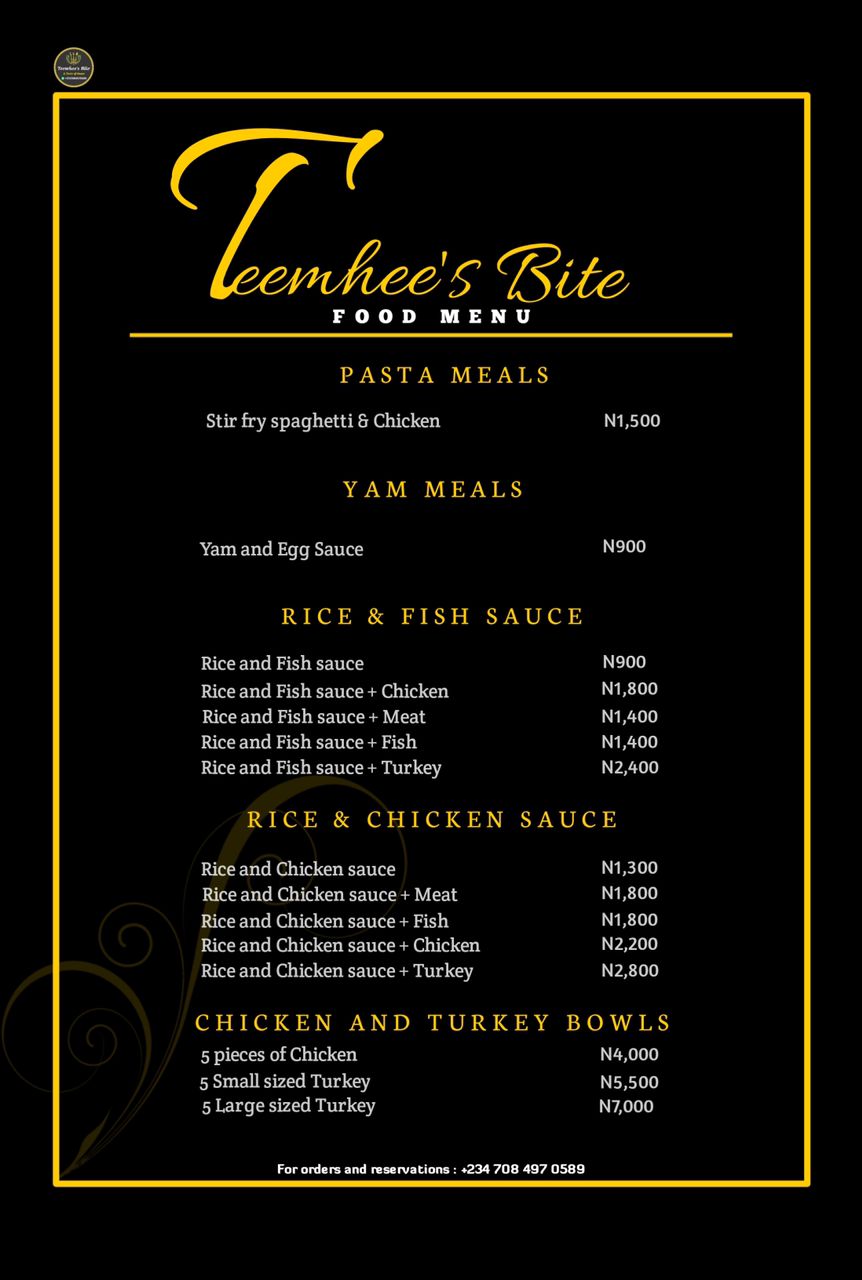 Teemhee's Bite
Teemhee's Bite
FOOD MENU
PASTA MEALS
Stir fry spaghetti & Chicken N1,500
YAM MEALS
Yam and Egg Sauce N900
RICE & FISH SAUCE
Rice and Fish sauce N900
Rice and Fish sauce + Chicken N1,800
Rice and Fish sauce + Meat N1,400
Rice and Fish sauce + Fish N1,400
Rice and Fish sauce + Turkey N2,400
RICE & CHICKEN SAUCE
Rice and Chicken sauce N1,300
Rice and Chicken sauce + Meat N1,800
Rice and Chicken sauce + Fish N1,800
Rice and Chicken sauce + Chicken N2,200
Rice and Chicken sauce + Turkey N2,800
CHICKEN AND TURKEY BOWLS
5 pieces of Chicken N4,000
5 Small sized Turkey N5,500
5 Large sized Turkey N7,000
For orders and reservations : +234 708 497 0589